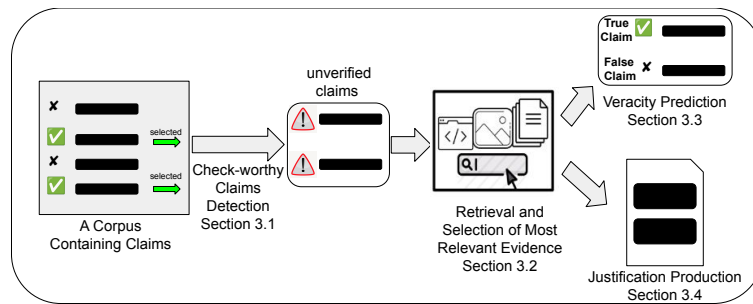 selected
selected
A Corpus
Containing Claims
Check-worthy
Claims
Detection
Section 3.1
unverified
claims
</>
Retrieval and
Selection of Most
Relevant Evidence
Section 3.2
True
Claim
False
Claim
Veracity Prediction
Section 3.3
Justification Production
Section 3.4